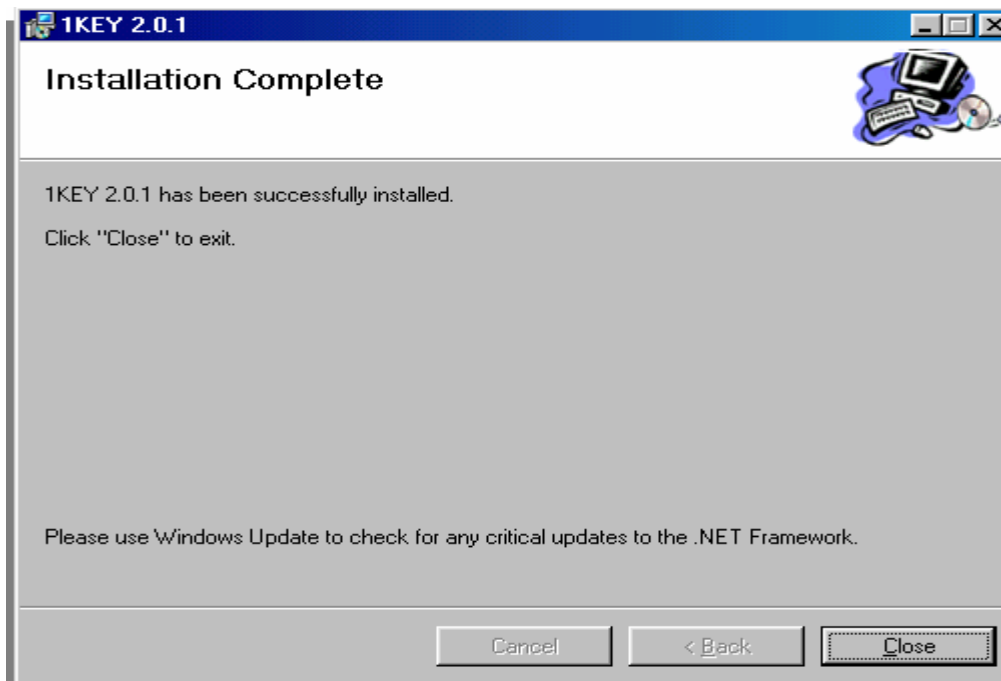 1KEY 2.0.1
Installation Complete
1KEY 2.0.1 has been successfully installed.
Click "Close" to exit.
Please use Windows Update to check for any critical updates to the .NET Framework.
Cancel
< Back
Close